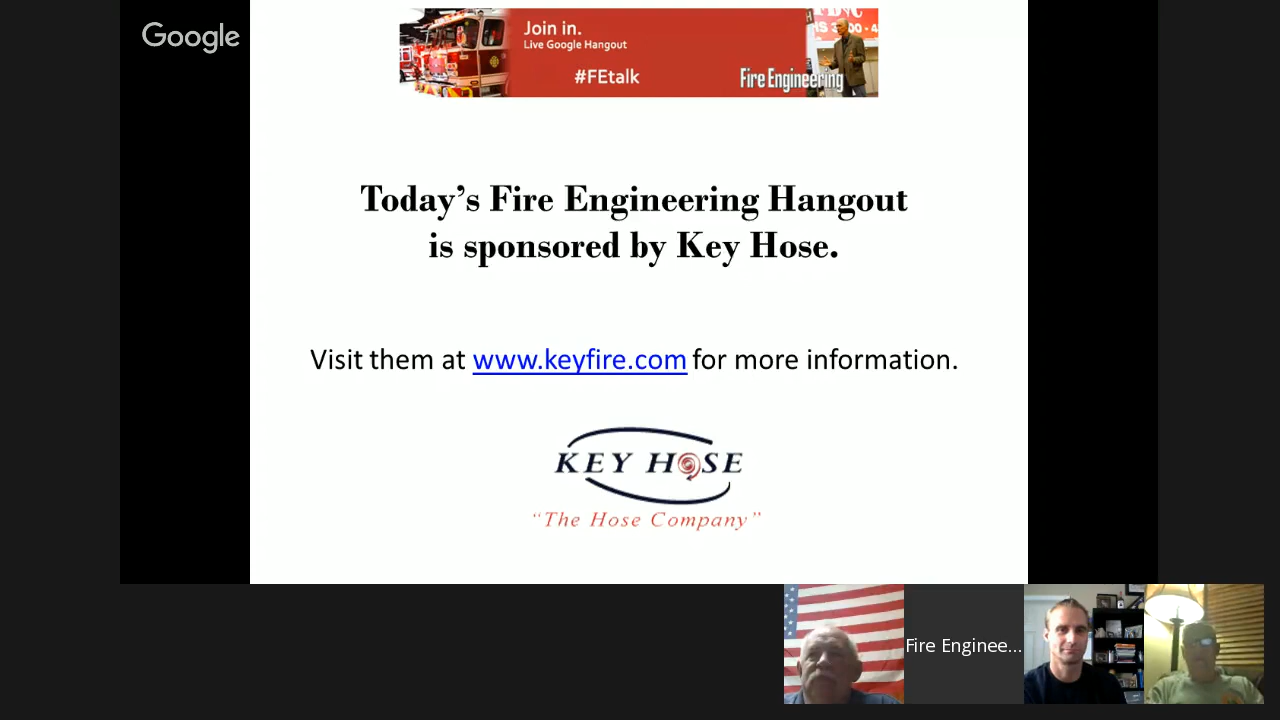 Google
Join in.
Live Google Hangout
#FEtalk
Fire Engineering
Today's Fire Engineering Hangout
is sponsored by Key Hose.
Visit them at www.keyfire.com for more information.
KEY HOSE
"The Hose Company"
Fire Enginee...